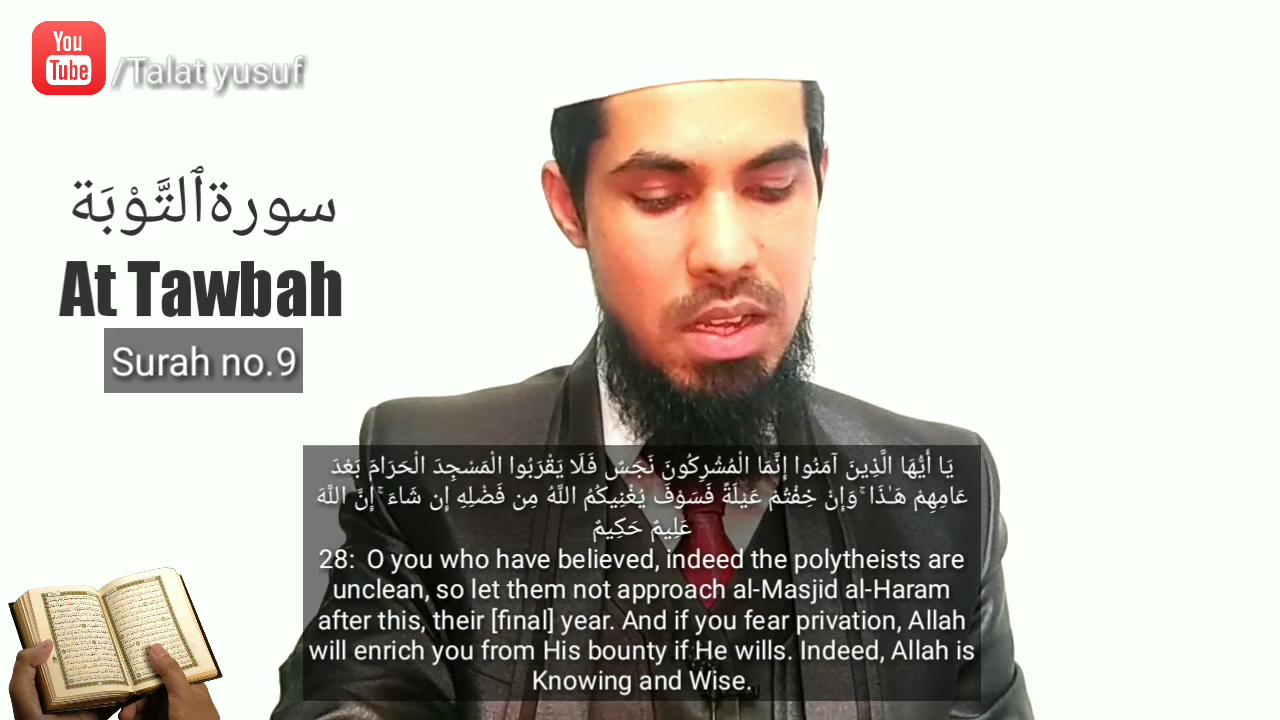 You
Tube
/Talat yusuf
سورةٱلتَّوْبَة
At Tawbah
Surah no.9
يَا أَيُّهَا الَّذِينَ آمَنُوا إِنَّمَا الْمُشْرِكُونَ نَجَسٌ فَلَا يَقْرَبُوا الْمَسْجِدَ الْحَرَامَ بَعْدَ
عَامِهِمْ هَـٰذَا ۚ وَإِنْ خِفْتُمْ عَيْلَةً فَسَوْفَ يُغْنِيكُمُ اللَّهُ مِن فَضْلِهِ إِن شَاءَ ۚ إِنَّ اللَّهَ
عَلِيمٌ حَكِيمٌ
28:  O you who have believed, indeed the polytheists are
unclean, so let them not approach al-Masjid al-Haram
after this, their [final] year. And if you fear privation, Allah
will enrich you from His bounty if He wills. Indeed, Allah is
Knowing and Wise.